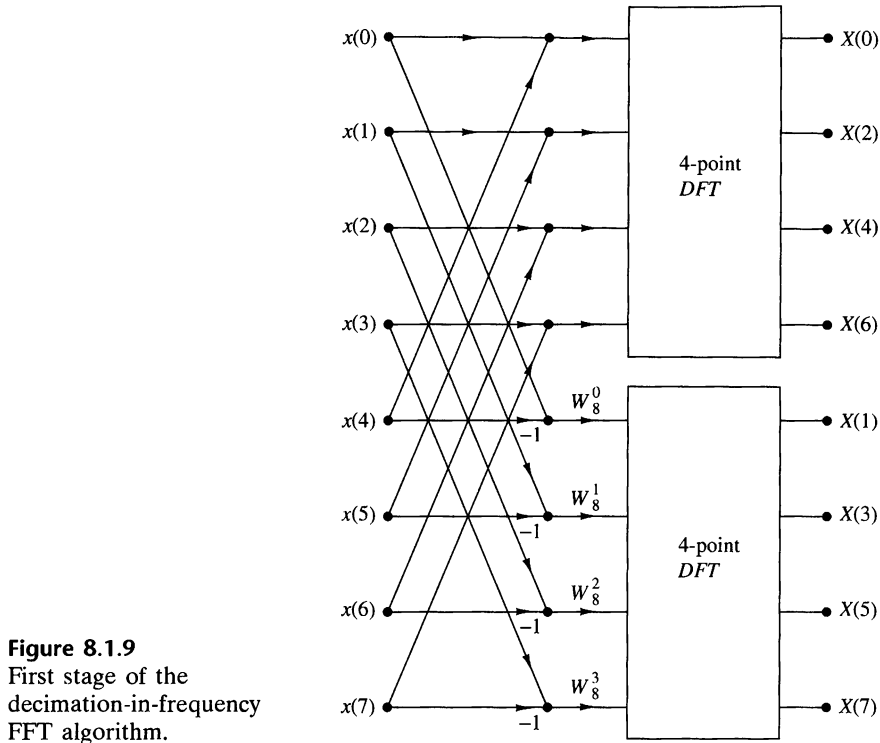 x(0) X(0)
x(1) X(2)
4-point
DFT
x(2) X(4)
x(3) X(6)
x(4) -1 W_8^0 X(1)
x(5) -1 W_8^1 X(3)
4-point
DFT
x(6) -1 W_8^2 X(5)
x(7) -1 W_8^3 X(7)
Figure 8.1.9
First stage of the
decimation-in-frequency
FFT algorithm.